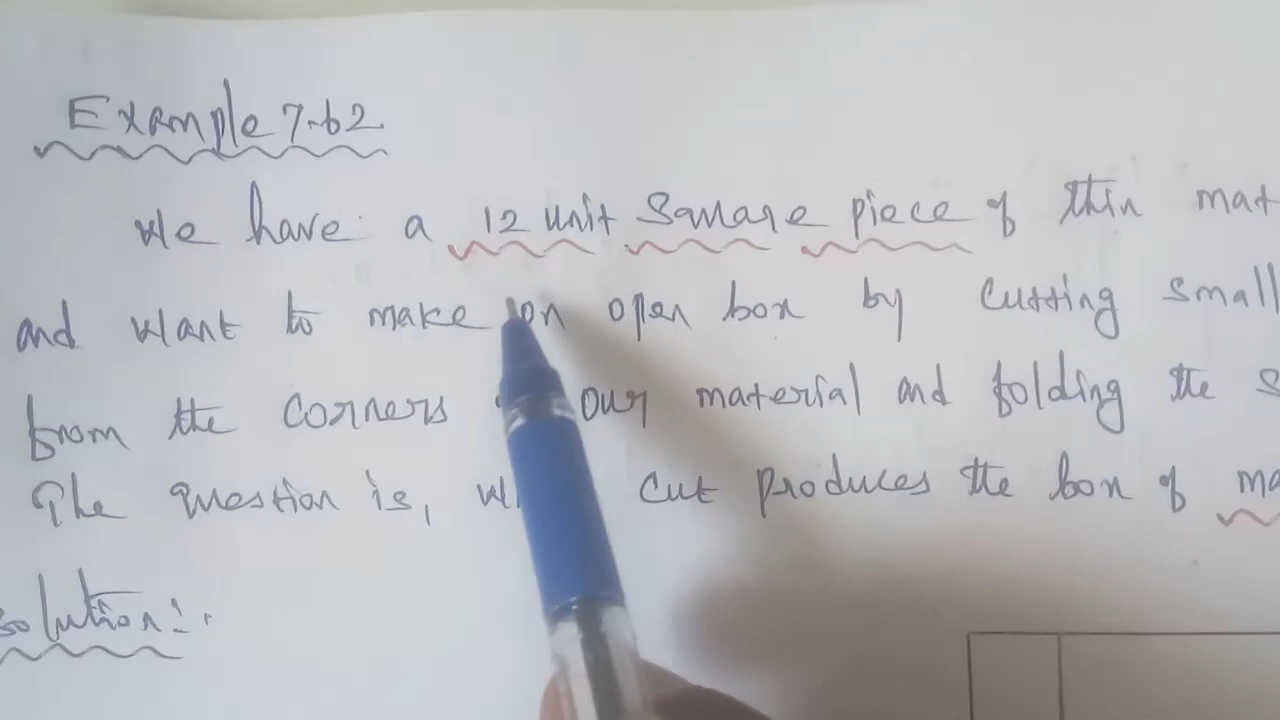 Example 7.62
We have a 12 unit square piece of thin mat
and want to make an open box by cutting small
from the corners our material and folding the s
The question is, cut produces the box of ma
Solution:-